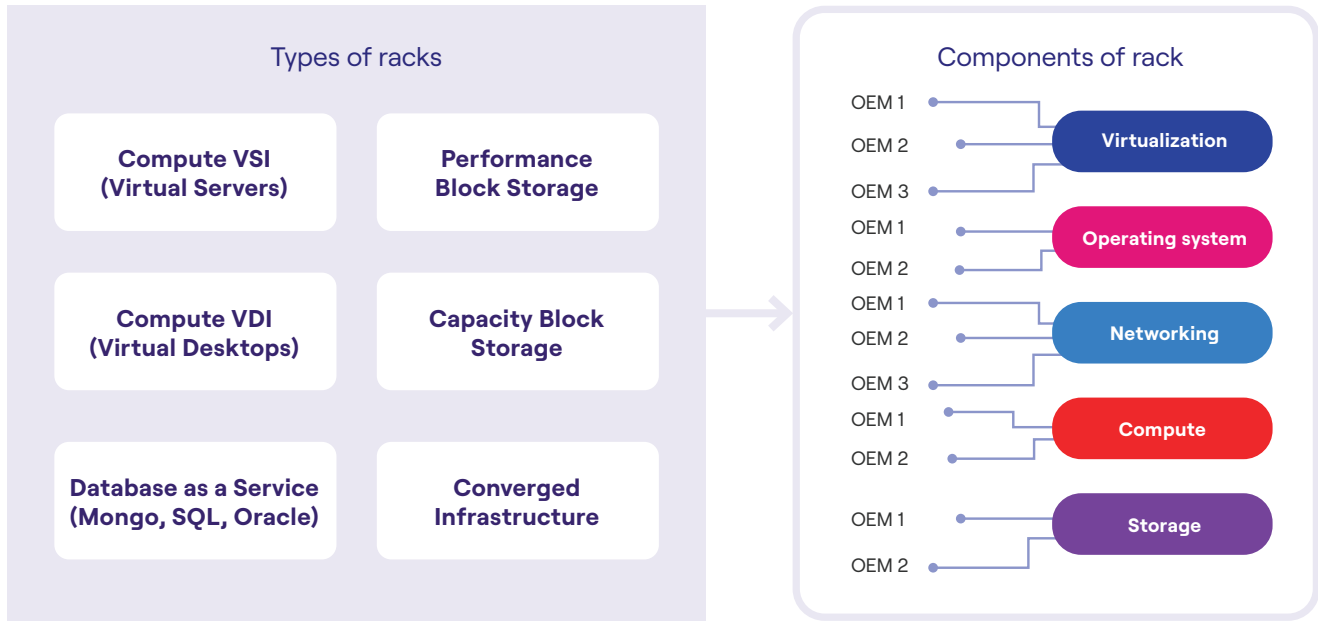 Types of racks
Compute VSI
(Virtual Servers)
Performance
Block Storage
Compute VDI
(Virtual Desktops)
Capacity Block
Storage
Database as a Service
(Mongo, SQL, Oracle)
Converged
Infrastructure
Components of rack
OEM 1
OEM 2
OEM 3
Virtualization
OEM 1
OEM 2
Operating system
OEM 1
OEM 2
OEM 3
Networking
OEM 1
OEM 2
Compute
OEM 1
OEM 2
Storage